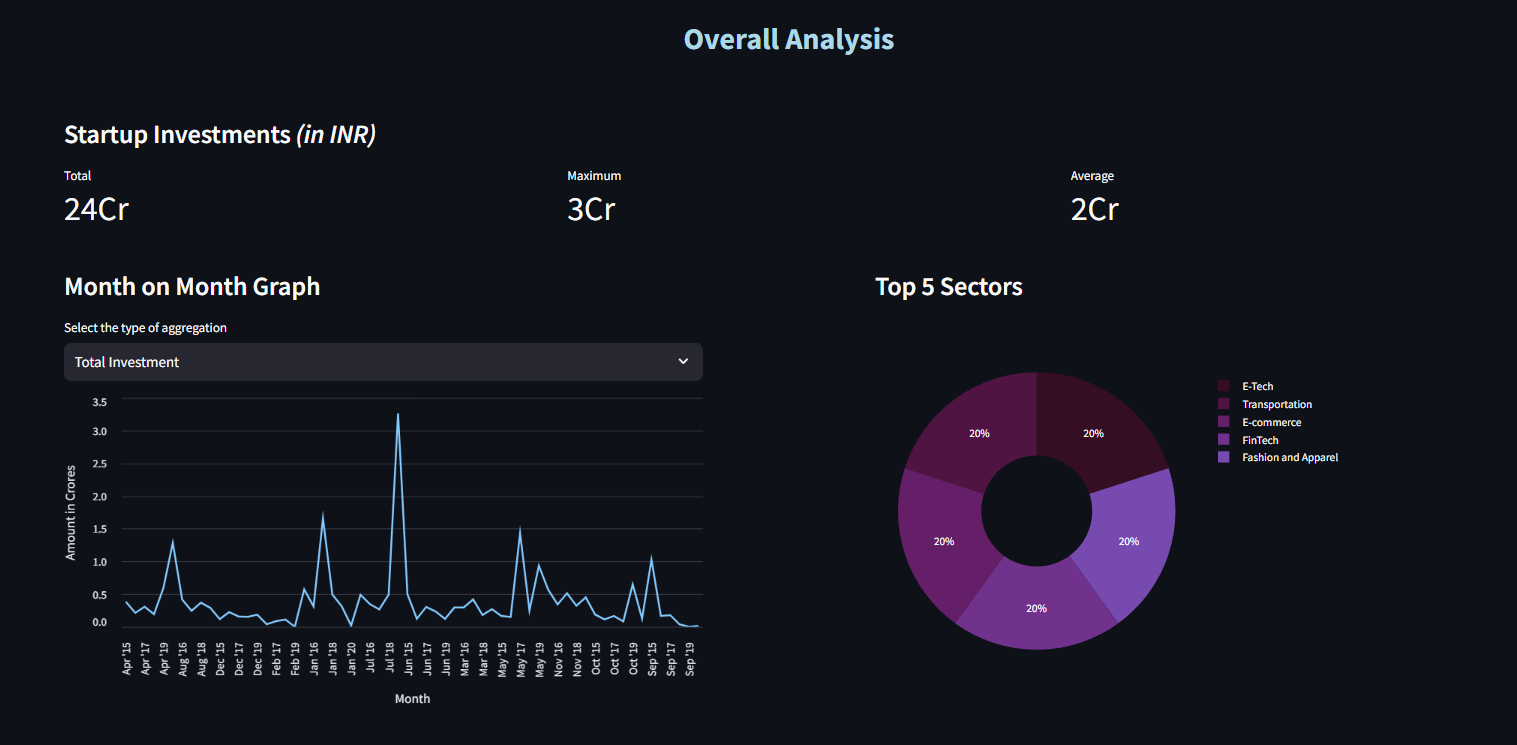 Overall Analysis
Startup Investments (in INR)
Total
24Cr
Maximum
3Cr
Average
2Cr
Month on Month Graph
Select the type of aggregation
Total Investment
Amount in Crores
3.5
3.0
2.5
2.0
1.5
1.0
0.5
0.0
Apr '15
Apr '17
Apr '19
Aug '16
Aug '18
Dec '15
Dec '17
Dec '19
Feb '17
Feb '19
Jan '16
Jan '18
Jan '20
Jul '16
Jul '18
Jun '15
Jun '17
Jun '19
Mar '16
Mar '18
May '15
May '17
May '19
Nov '16
Nov '18
Oct '15
Oct '17
Oct '19
Sep '15
Sep '17
Sep '19
Month
Top 5 Sectors
20%
20%
20%
20%
20%
E-Tech
Transportation
E-commerce
FinTech
Fashion and Apparel